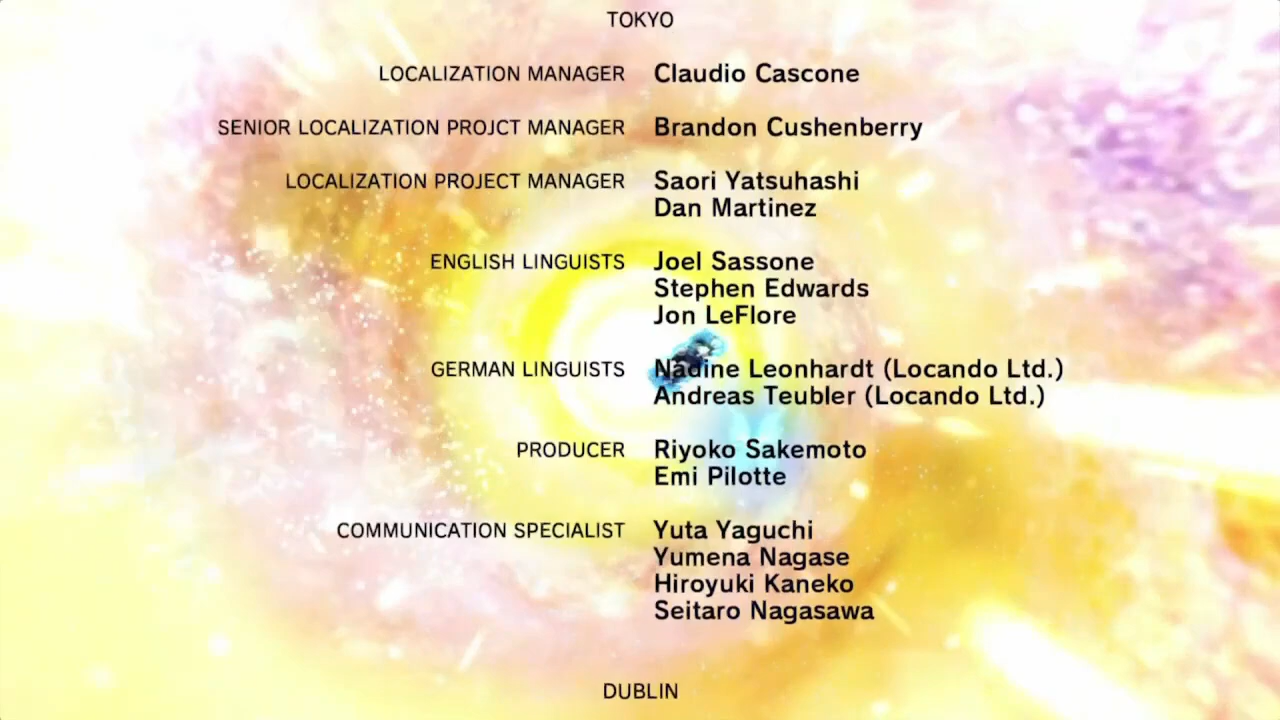 TOKYO
LOCALIZATION MANAGER Claudio Cascone
SENIOR LOCALIZATION PROJCT MANAGER Brandon Cushenberry
LOCALIZATION PROJECT MANAGER Saori Yatsuhashi
Dan Martinez
ENGLISH LINGUISTS Joel Sassone
Stephen Edwards
Jon LeFlore
GERMAN LINGUISTS Nadine Leonhardt (Locando Ltd.)
Andreas Teubler (Locando Ltd.)
PRODUCER Riyoko Sakemoto
Emi Pilotte
COMMUNICATION SPECIALIST Yuta Yaguchi
Yumena Nagase
Hiroyuki Kaneko
Seitaro Nagasawa
DUBLIN